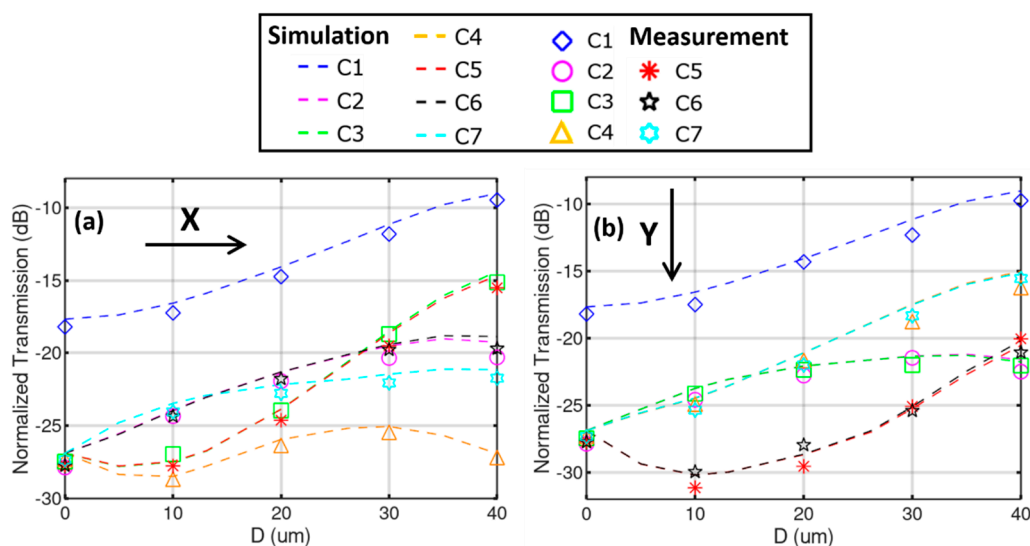 Simulation C4 C1 Measurement
C1 C5 C2 C5
C2 C6 C3 C6
C3 C7 C4 C7
(a) X
Normalized Transmission (dB)
-10
-15
-20
-25
-30
0 10 20 30 40
D (um)
(b) Y
Normalized Transmission (dB)
-10
-15
-20
-25
-30
0 10 20 30 40
D (um)